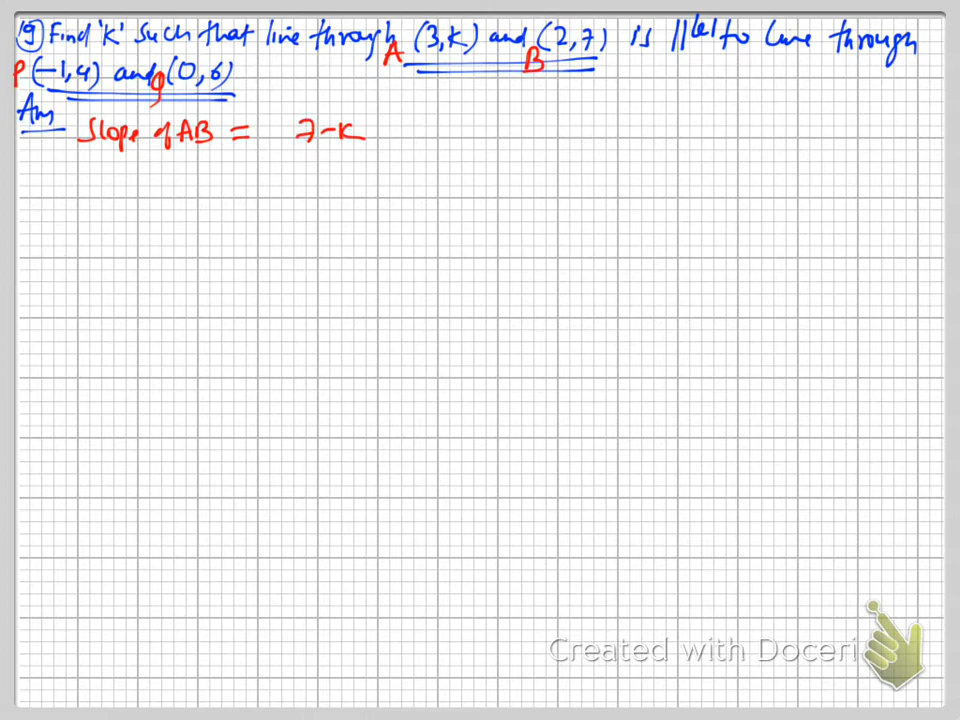 19) Find 'K' such that line through A (3,k) and B (2,7) is ||lel to line through
P (-1,4) and Q (0,6)
Ans
Slope of AB = 7-K
Created with Doceri